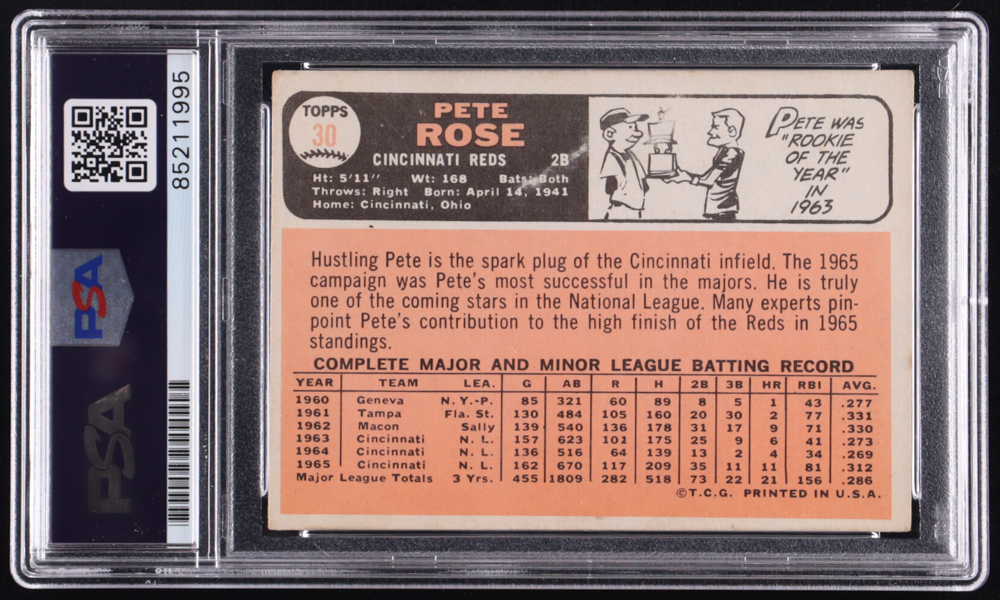 85211995
PSA
PSA
TOPPS
30
PETE
ROSE
CINCINNATI REDS 2B
Ht: 5'11" Wt: 168 Bats: Both
Throws: Right Born: April 14, 1941
Home: Cincinnati, Ohio
PETE WAS
"ROOKIE
OF THE
YEAR"
IN
1963
Hustling Pete is the spark plug of the Cincinnati infield. The 1965
campaign was Pete's most successful in the majors. He is truly
one of the coming stars in the National League. Many experts pin-
point Pete's contribution to the high finish of the Reds in 1965
standings.
COMPLETE MAJOR AND MINOR LEAGUE BATTING RECORD
YEAR TEAM LEA. G AB R H 2B 3B HR RBI AVG.
1960 Geneva N.Y.-P. 85 321 60 89 8 5 1 43 .277
1961 Tampa Fla. St. 130 484 105 160 20 30 2 77 .331
1962 Macon Sally 139 540 136 178 31 17 9 71 .330
1963 Cincinnati N. L. 157 623 101 175 25 9 6 41 .273
1964 Cincinnati N. L. 136 516 64 139 13 2 4 34 .269
1965 Cincinnati N. L. 162 670 117 209 35 11 11 81 .312
Major League Totals 3 Yrs. 455 1809 282 518 73 22 21 156 .286
©T.C.G. PRINTED IN U.S.A.